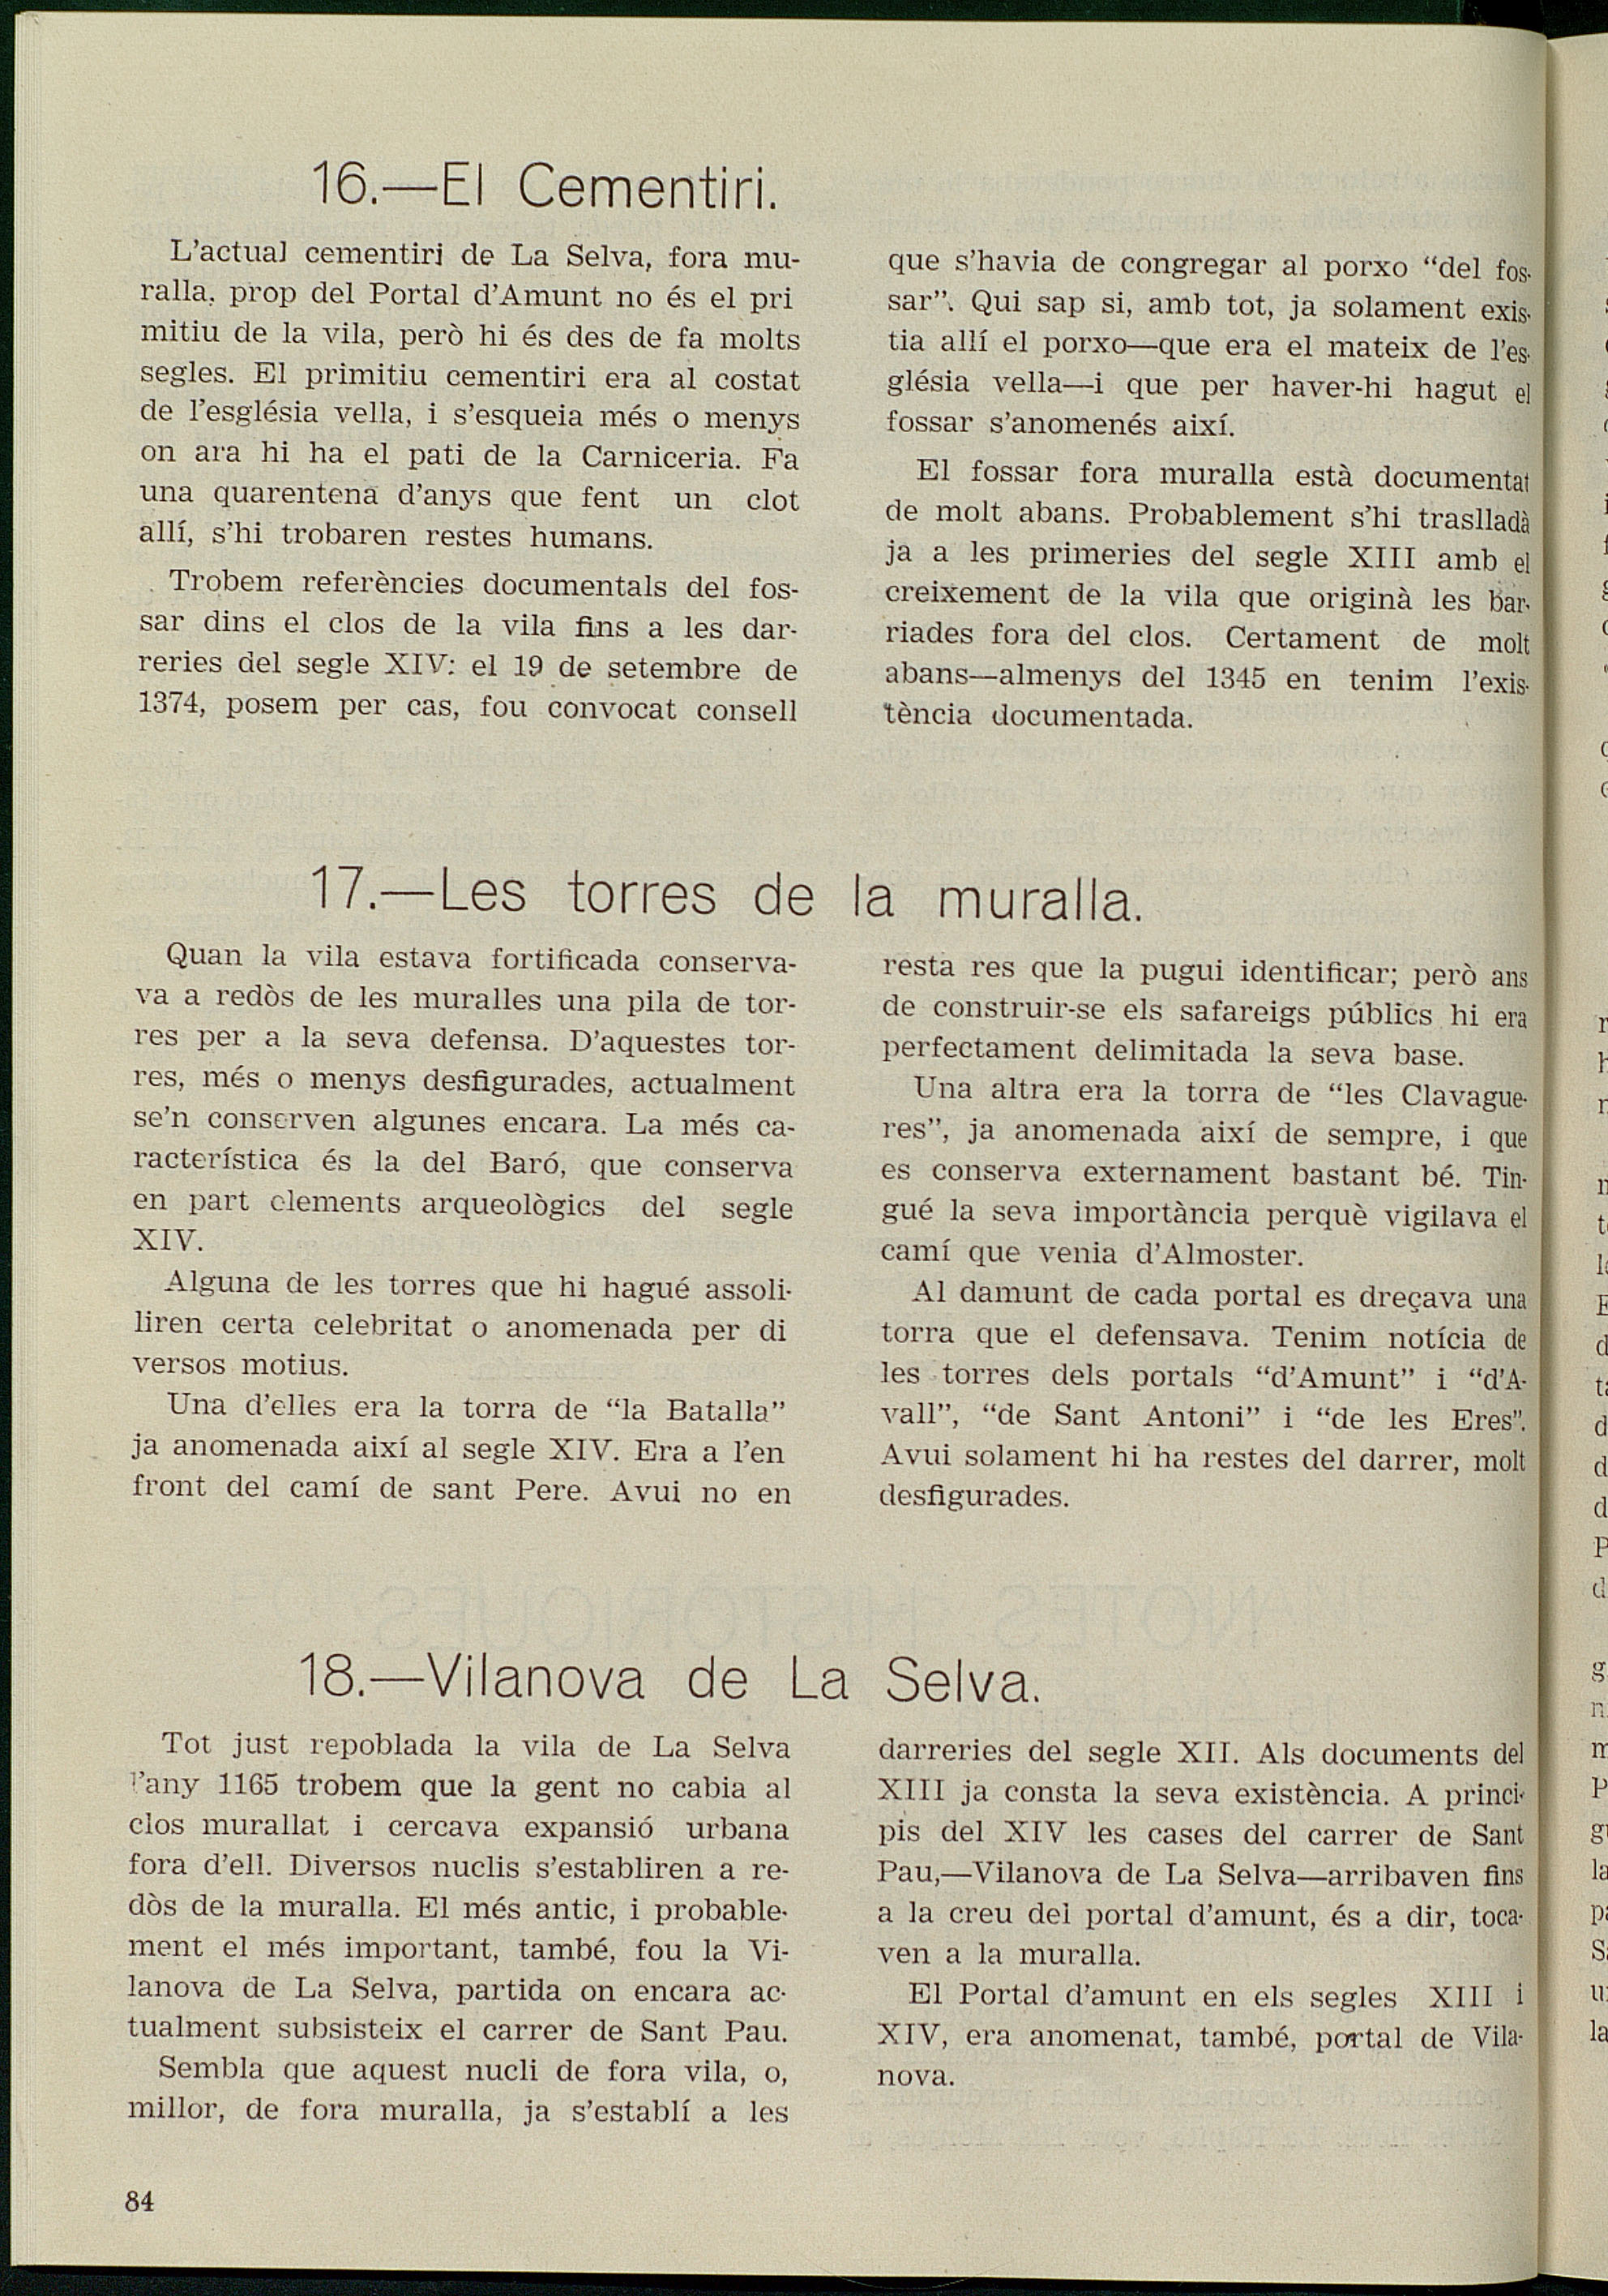 16.—El Cementiri.
L'actual cementiri de La Selva, fora mu-
ralla, prop del Portal d'Amunt no és el pri
mitiu de la vila, però hi és des de fa molts
segles. El primitiu cementiri era al costat
de l'església vella, i s'esqueia més o menys
on ara hi ha el pati de la Carniceria. Fa
una quarentena d'anys que fent un clot
allí, s'hi trobaren restes humans.
Trobem referències documentals del fos-
sar dins el clos de la vila fins a les dar-
reries del segle XIV: el 19 de setembre de
1374, posem per cas, fou convocat consell
que s'havia de congregar al porxo “del fos-
sar”. Qui sap si, amb tot, ja solament exis-
tia allí el porxo—que era el mateix de l'es-
glésia vella—i que per haver-hi hagut el
fossar s'anomenés així.
El fossar fora muralla està documentat
de molt abans. Probablement s'hi traslladà
ja a les primeries del segle XIII amb el
creixement de la vila que originà les bar-
riades fora del clos. Certament de molt
abans—almenys del 1345 en tenim l'exis-
tència documentada.
17.—Les torres de la muralla.
Quan la vila estava fortificada conserva-
va a redòs de les muralles una pila de tor-
res per a la seva defensa. D'aquestes tor-
res, més o menys desfigurades, actualment
se'n conserven algunes encara. La més ca-
racterística és la del Baró, que conserva
en part elements arqueològics del segle
XIV.
Alguna de les torres que hi hagué assoli-
liren certa celebritat o anomenada per di
versos motius.
Una d'elles era la torra de “la Batalla”
ja anomenada així al segle XIV. Era a l'en
front del camí de sant Pere. Avui no en
resta res que la pugui identificar; però ans
de construir-se els safareigs públics hi era
perfectament delimitada la seva base.
Una altra era la torra de “les Clavague-
res”, ja anomenada així de sempre, i que
es conserva externament bastant bé. Tin-
gué la seva importància perquè vigilava el
camí que venia d'Almoster.
Al damunt de cada portal es dreçava una
torra que el defensava. Tenim notícia de
les torres dels portals “d'Amunt” i “d'A-
vall”, “de Sant Antoni” i “de les Eres”.
Avui solament hi ha restes del darrer, molt
desfigurades.
18.—Vilanova de La Selva.
Tot just repoblada la vila de La Selva
l'any 1165 trobem que la gent no cabia al
clos murallat i cercava expansió urbana
fora d'ell. Diversos nuclis s'establiren a re-
dòs de la muralla. El més antic, i probable-
ment el més important, també, fou la Vi-
lanova de La Selva, partida on encara ac-
tualment subsisteix el carrer de Sant Pau.
Sembla que aquest nucli de fora vila, o,
millor, de fora muralla, ja s'establí a les
darreries del segle XII. Als documents del
XIII ja consta la seva existència. A princi-
pis del XIV les cases del carrer de Sant
Pau,—Vilanova de La Selva—arribaven fins
a la creu del portal d'amunt, és a dir, toca-
ven a la muralla.
El Portal d'amunt en els segles XIII i
XIV, era anomenat, també, portal de Vila-
nova.
84